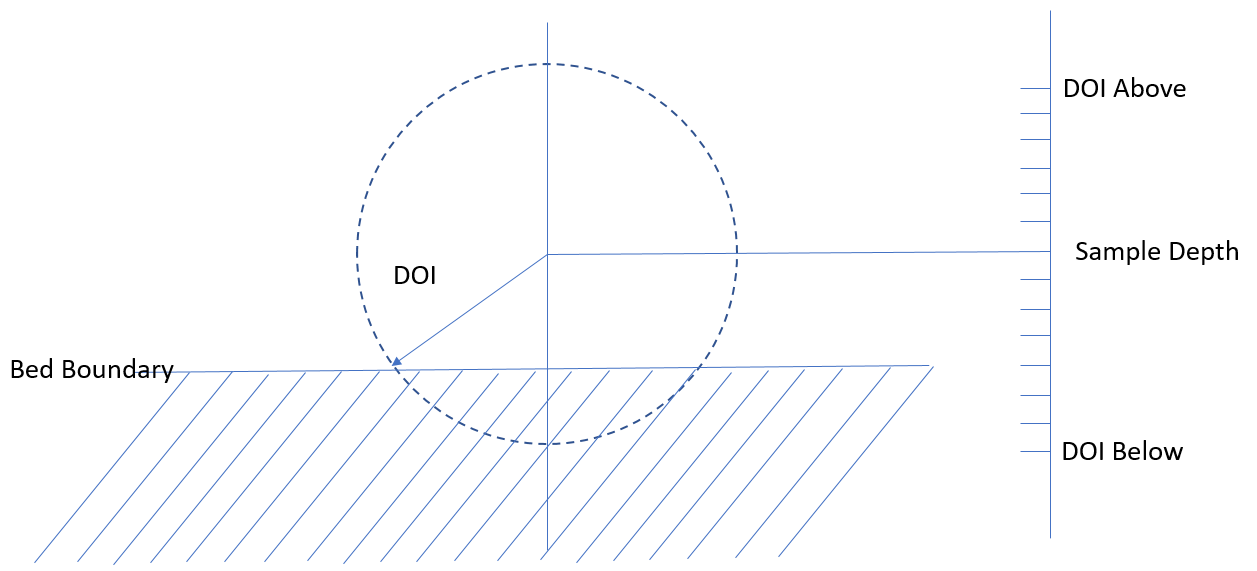 DOI Above
Sample Depth
DOI
Bed Boundary
DOI Below